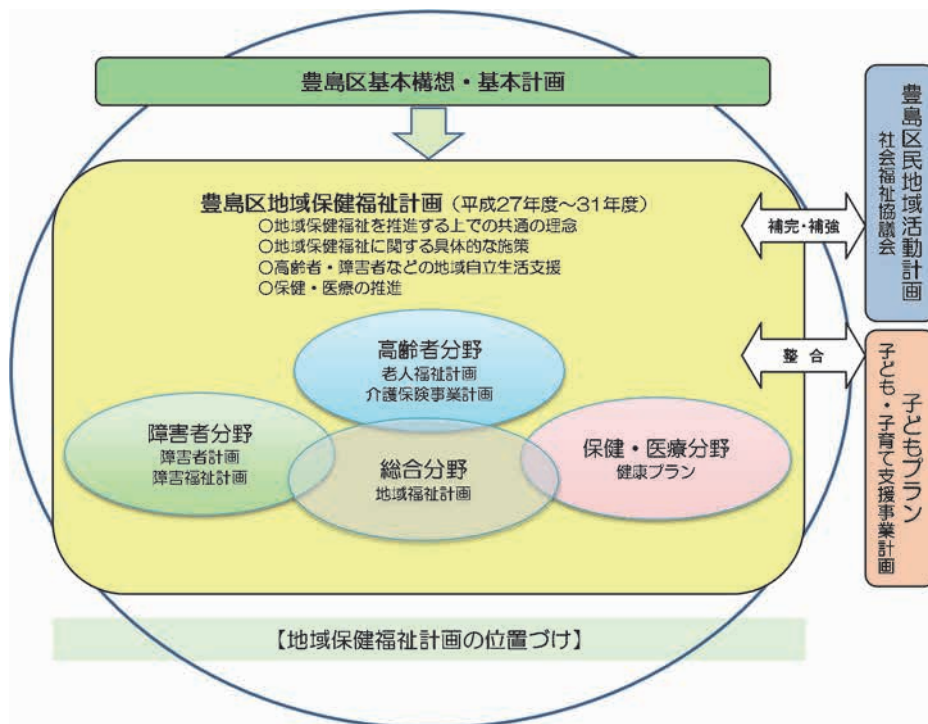 豊島区基本構想・基本計画
豊島区地域保健福祉計画（平成27年度～31年度）
○地域保健福祉を推進する上での共通の理念
○地域保健福祉に関する具体的な施策
○高齢者・障害者などの地域自立生活支援
○保健・医療の推進
高齢者分野
老人福祉計画
介護保険事業計画
障害者分野
障害者計画
障害福祉計画
総合分野
地域福祉計画
保健・医療分野
健康プラン
補完・補強
豊島区民地域活動計画
社会福祉協議会
整合
子どもプラン
子ども・子育て支援事業計画
【地域保健福祉計画の位置づけ】